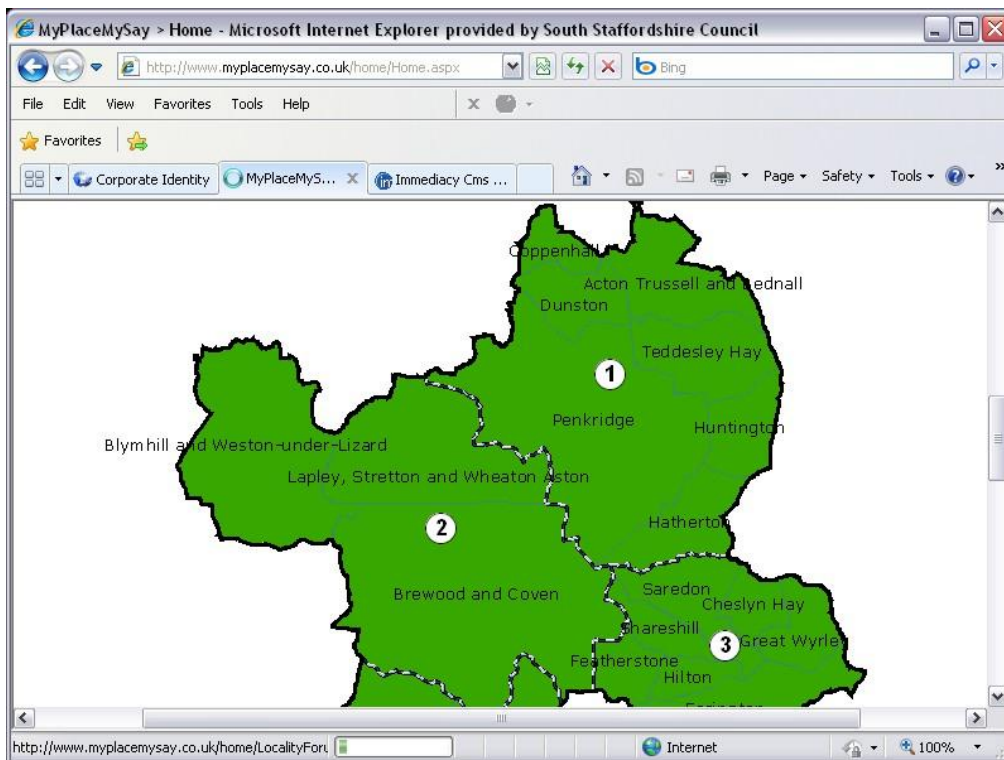 MyPlaceMySay > Home - Microsoft Internet Explorer provided by South Staffordshire Council
http://www.myplacemysay.co.uk/home/Home.aspx
Bing
File Edit View Favorites Tools Help
Favorites
Corporate Identity
MyPlaceMyS...
Immediacy Cms ...
Page
Safety
Tools
Coppenhall
Acton Trussell and Bednall
Dunston
Teddesley Hay
1
Penkridge
Huntington
Blymhill and Weston-under-Lizard
Lapley, Stretton and Wheaton Aston
2
Hatherton
Brewood and Coven
Saredon
Cheslyn Hay
Shareshill
3
Great Wyrley
Featherstone
Hilton
http://www.myplacemysay.co.uk/home/LocalityForu
Internet
100%